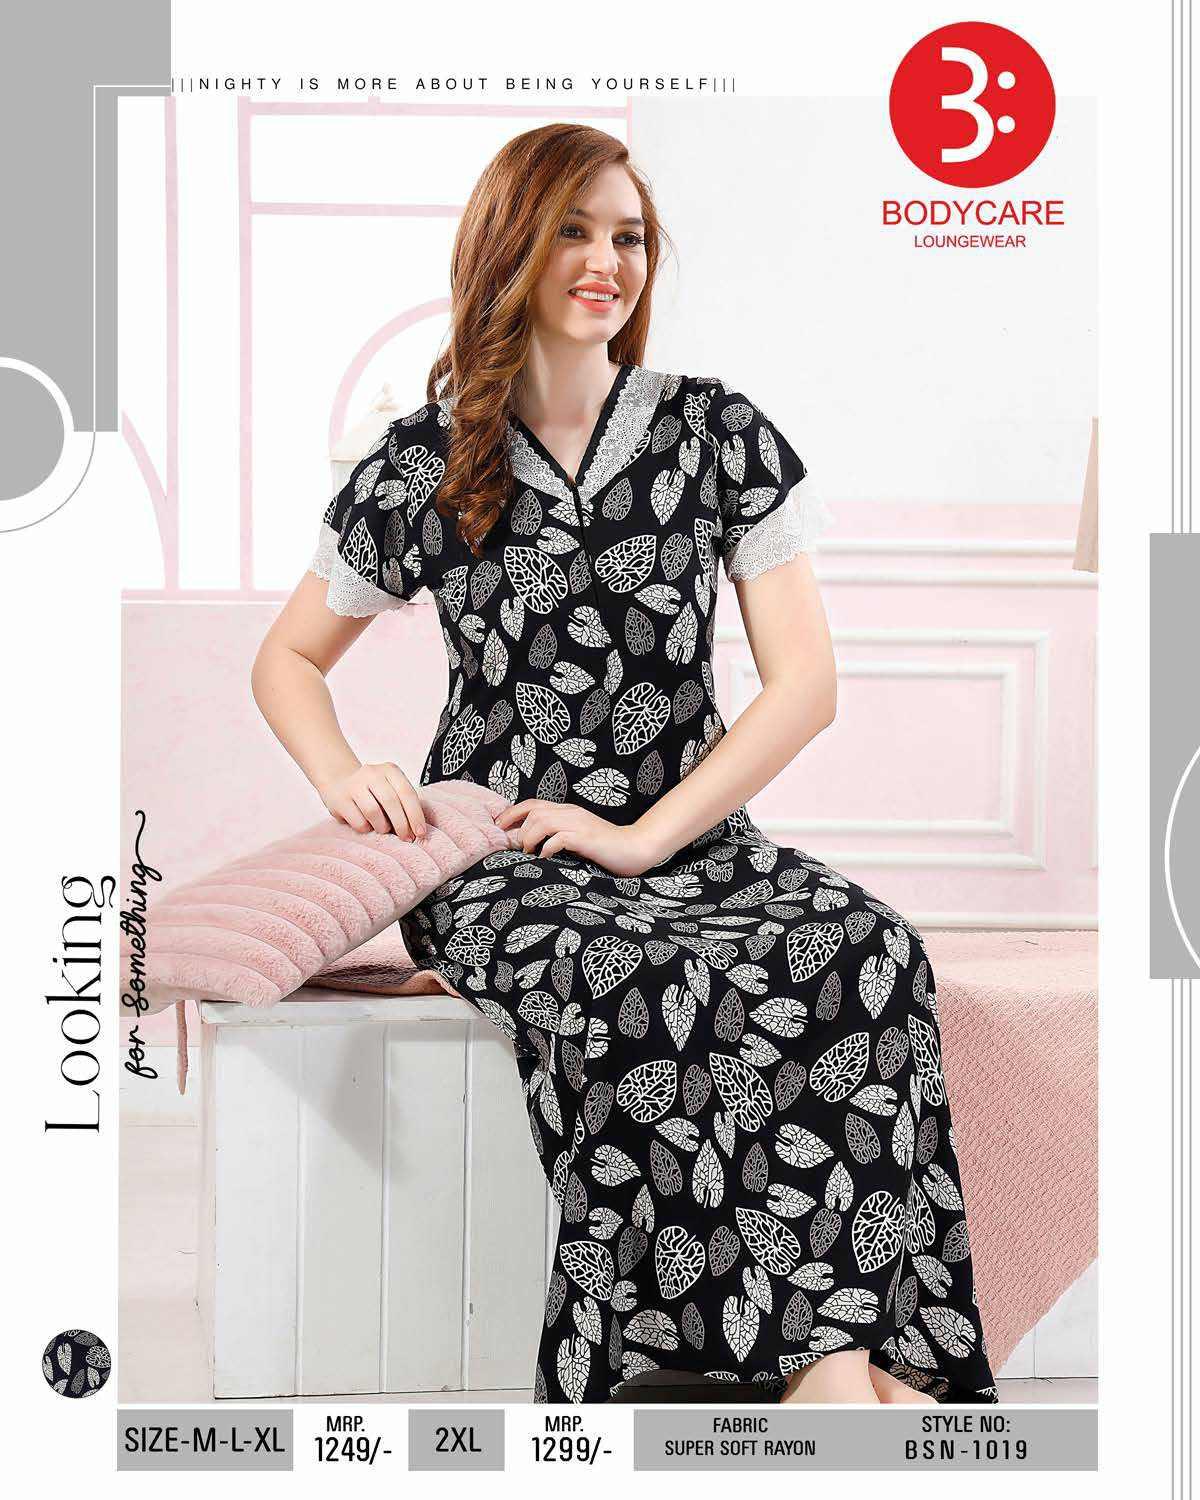 |||NIGHTY IS MORE ABOUT BEING YOURSELF|||
B:
BODYCARE
LOUNGEWEAR
Looking
for something
SIZE-M-L-XL
MRP.
1249/-
2XL
MRP.
1299/-
FABRIC
SUPER SOFT RAYON
STYLE NO:
BSN-1019